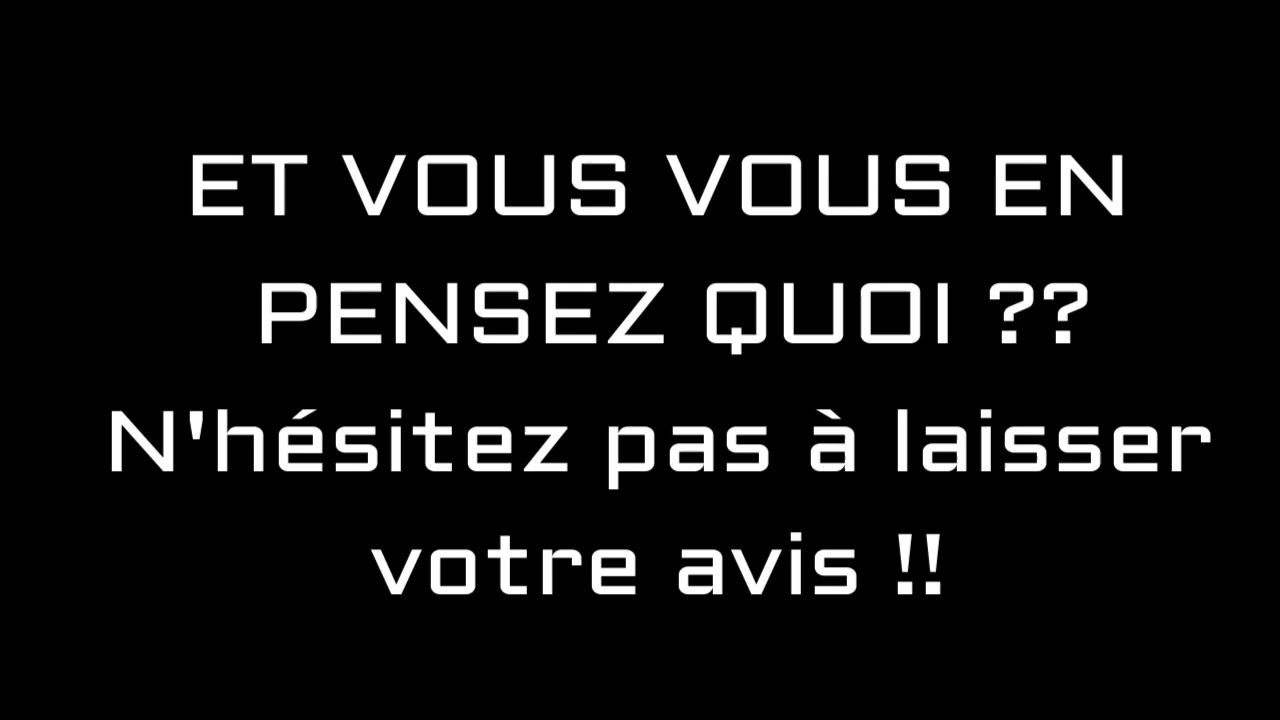 ET VOUS VOUS EN
PENSEZ QUOI ??
N'hésitez pas à laisser
votre avis !!